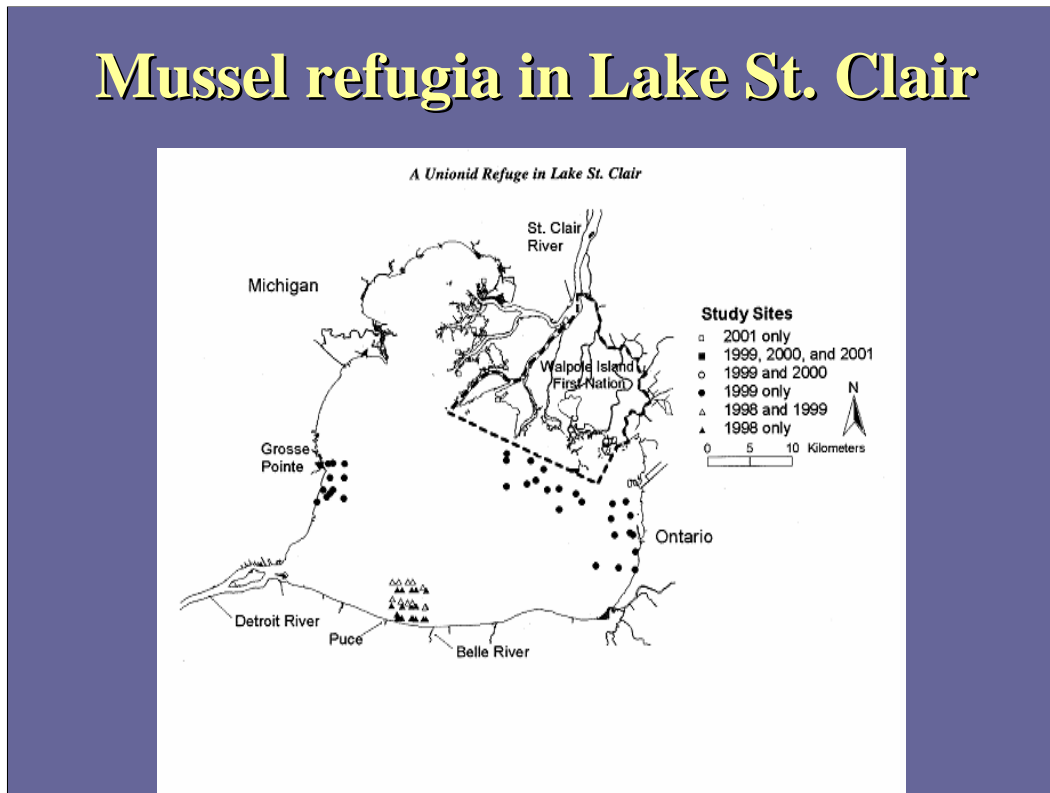 Mussel refugia in Lake St. Clair
A Unionid Refuge in Lake St. Clair
St. Clair
River
Michigan
Study Sites
2001 only
1999, 2000, and 2001
1999 and 2000
1999 only
1998 and 1999
1998 only
N
0 5 10 Kilometers
Walpole Island
First Nation
Grosse
Pointe
Ontario
Detroit River
Puce
Belle River